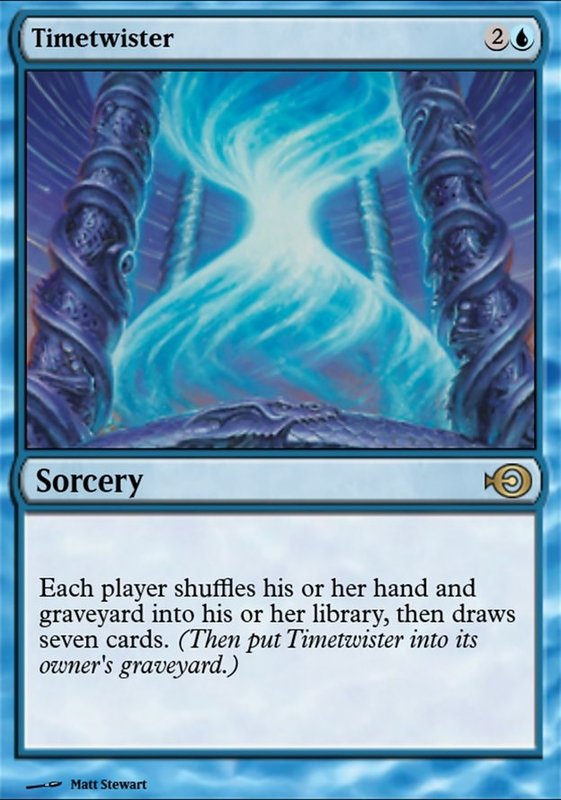 Timetwister 2
Sorcery
Each player shuffles his or her hand and
graveyard into his or her library, then draws
seven cards. (Then put Timetwister into its
owner's graveyard.)
Matt Stewart